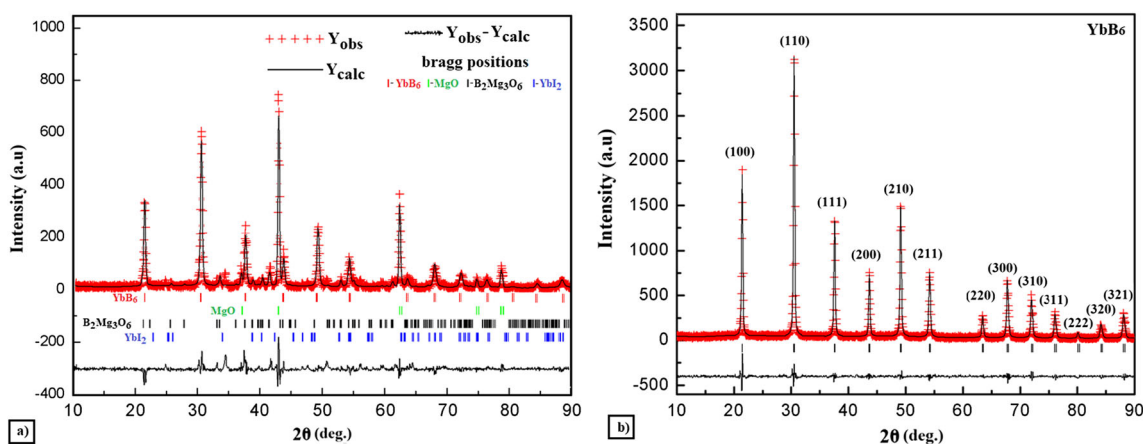 1000
800
600
400
200
0
-200
-400
10 20 30 40 50 60 70 80 90
Intensity (a.u)
2θ (deg.)
a)
+ + + + + Yobs
Ycalc
Yobs-Ycalc
bragg positions
I-YbB6 I-MgO I-B2Mg3O6 I-YbI2
YbB6
MgO
B2Mg3O6
YbI2
3500
3000
2500
2000
1500
1000
500
0
-500
10 20 30 40 50 60 70 80 90
Intensity (a.u)
2θ (deg.)
b)
YbB6
(100)
(110)
(111)
(200)
(210)
(211)
(220)
(300)
(310)
(311)
(222)
(320)
(321)